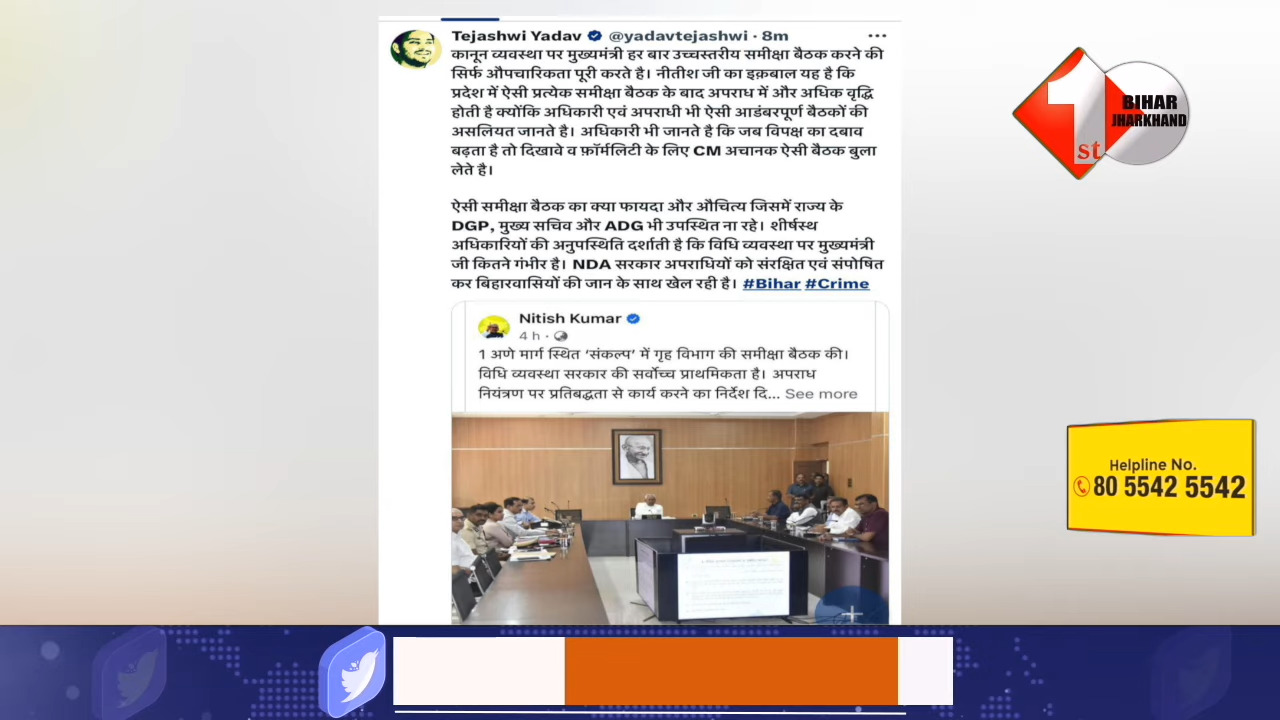 Tejashwi Yadav @yadavtejashwi · 8m
कानून व्यवस्था पर मुख्यमंत्री हर बार उच्चस्तरीय समीक्षा बैठक करने की
सिर्फ औपचारिकता पूरी करते है। नीतीश जी का इक़बाल यह है कि
प्रदेश में ऐसी प्रत्येक समीक्षा बैठक के बाद अपराध में और अधिक वृद्धि
होती है क्योंकि अधिकारी एवं अपराधी भी ऐसी आडंबरपूर्ण बैठकों की
असलियत जानते है। अधिकारी भी जानते है कि जब विपक्ष का दबाव
बढ़ता है तो दिखावे व फ़ॉर्मलिटी के लिए CM अचानक ऐसी बैठक बुला
लेते है।
ऐसी समीक्षा बैठक का क्या फायदा और औचित्य जिसमें राज्य के
DGP, मुख्य सचिव और ADG भी उपस्थित ना रहे। शीर्षस्थ
अधिकारियों की अनुपस्थिति दर्शाती है कि विधि व्यवस्था पर मुख्यमंत्री
जी कितने गंभीर है। NDA सरकार अपराधियों को संरक्षित एवं संपोषित
कर बिहारवासियों की जान के साथ खेल रही है। #Bihar #Crime
Nitish Kumar
4 h ·
1 अणे मार्ग स्थित ‘संकल्प’ में गृह विभाग की समीक्षा बैठक की।
विधि व्यवस्था सरकार की सर्वोच्च प्राथमिकता है। अपराध
नियंत्रण पर प्रतिबद्धता से कार्य करने का निर्देश दि... See more
1st
BIHAR
JHARKHAND
Helpline No.
80 5542 5542